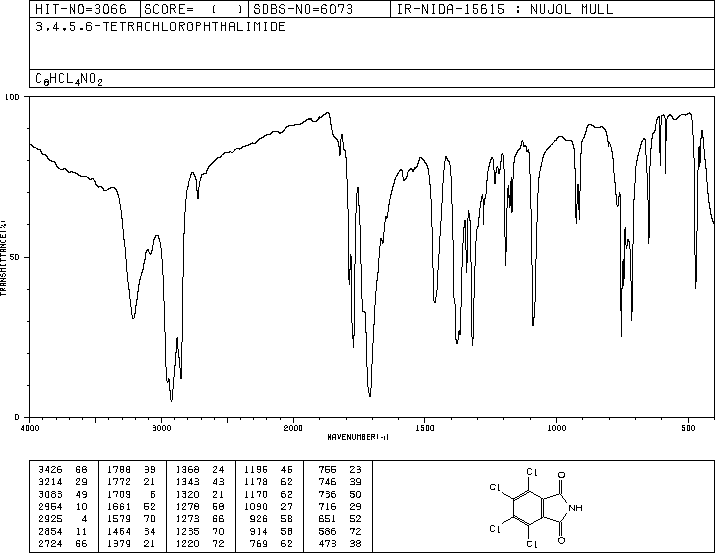 HIT-NO=3066 SCORE= ( ) SDBS-NO=6073 IR-NIDA-15615 : NUJOL MULL
3,4,5,6-TETRACHLOROPHTHALIMIDE
C8HCL4NO2
100
50
0
TRANSMITTANCE(%)
4000 3000 2000 1500 1000 500
WAVENUMBER(-1)
3426 68 1788 39 1368 24 1196 46 755 23
3214 29 1772 21 1343 43 1178 62 746 39
3083 49 1709 6 1320 21 1170 62 736 50
2954 10 1661 52 1278 58 1090 27 716 29
2925 4 1579 70 1273 66 926 58 651 52
2854 11 1464 34 1235 70 914 58 586 72
2724 66 1379 21 1220 72 769 62 473 38
Cl
Cl
Cl
Cl
O
NH
O